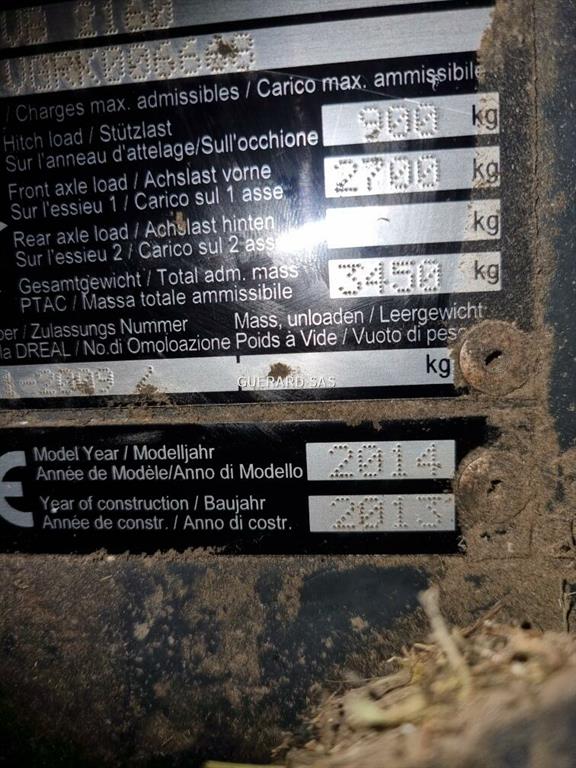 2160
/ Charges max. admissibles / Carico max. ammissibile
Hitch load / Stützlast
Sur l'anneau d'attelage/Sull'occhione
900 kg
Front axle load / Achslast vorne
Sur l'essieu 1 / Carico sul 1 asse
2700 kg
Rear axle load / Achslast hinten
Sur l'essieu 2 / Carico sul 2 asse
kg
Gesamtgewicht / Total adm. mass
PTAC / Massa totale ammissibile
3450 kg
/ Zulassungs Nummer
DREAL / No.di Omoloazione
Mass, unloaden / Leergewicht
Poids à Vide / Vuoto di peso
kg
GUERARD SAS
CE
Model Year / Modelljahr
Année de Modèle/Anno di Modello
2014
Year of construction / Baujahr
Année de constr. / Anno di costr.
2013